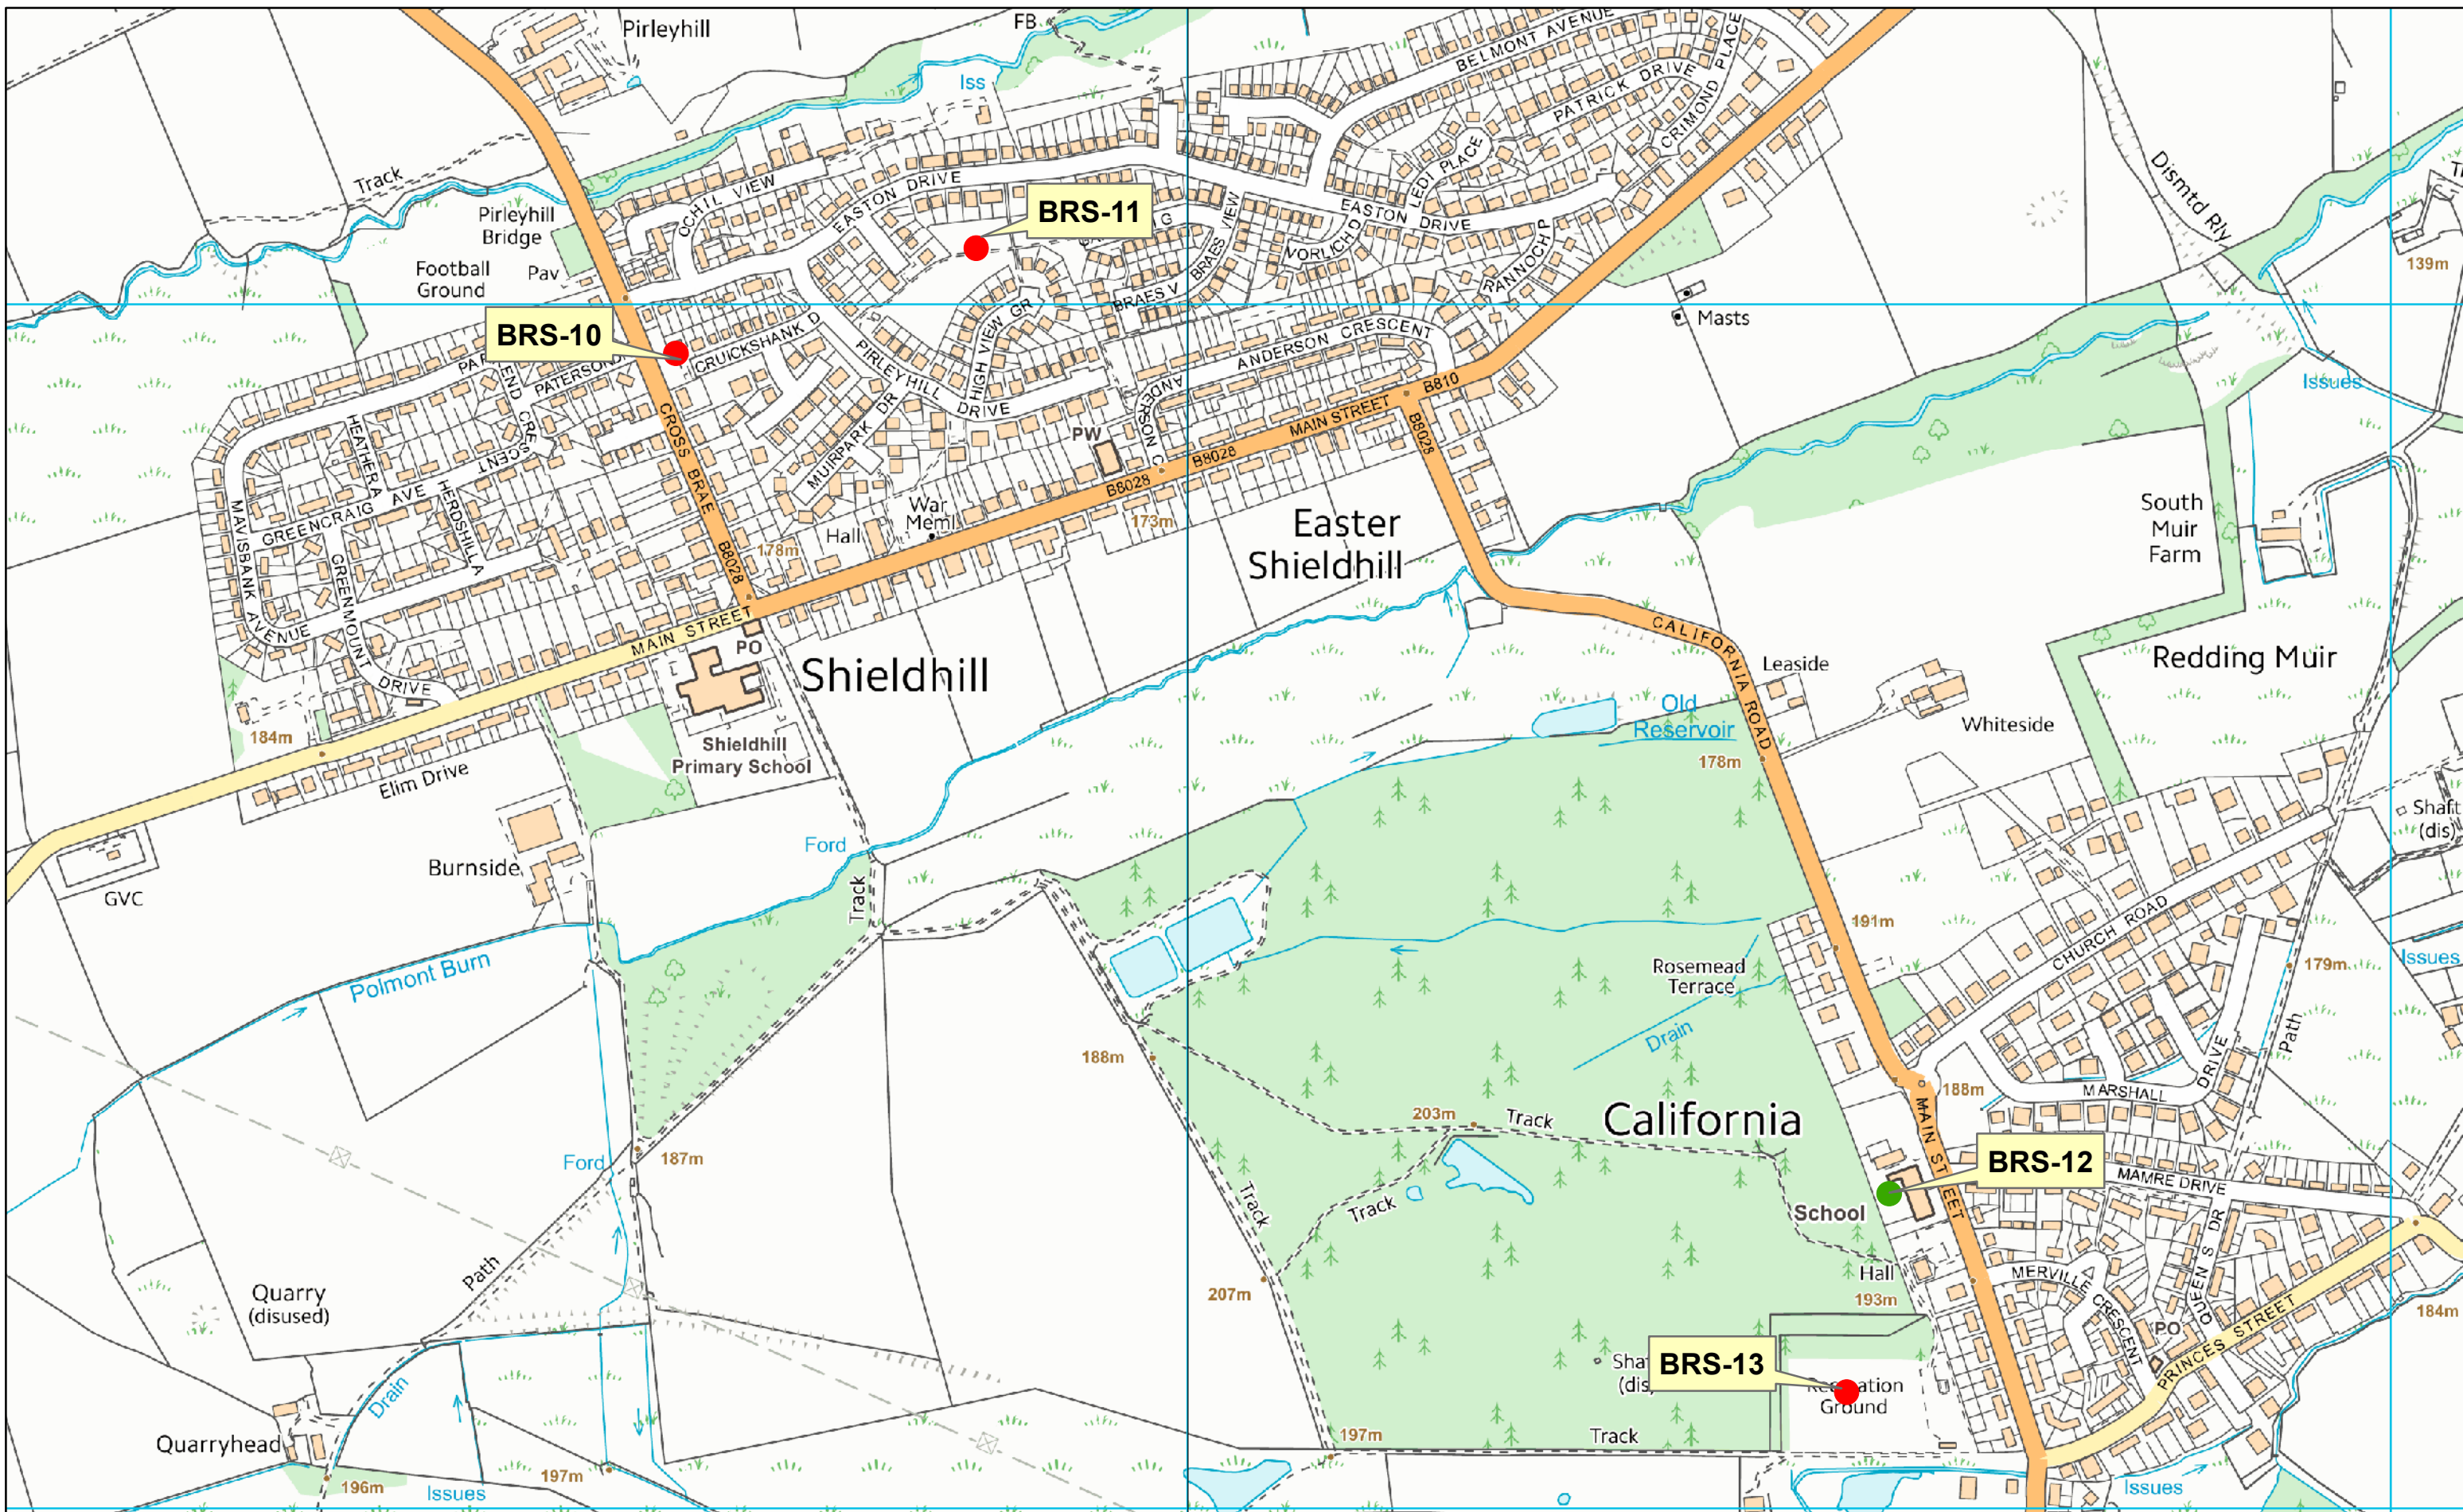 Pirleyhill
FB
BELMONT AVENUE
PLACE
PATRICK DRIVE
CRIMOND
Iss
Track
OCHIL VIEW
EASTON DRIVE
LEDI PLACE
Dismtd Rly
Pirleyhill
Bridge
BRS-11
BRAES VIEW
EASTON DRIVE
VORLICH
RANNOCH P
139m
Football
Ground
Pav
BRS-10
CRUICKSHANK D
HIGH VIEW GR
BRAES V
Masts
ANDERSON CRESCENT
PATERSON
PIRLEYHILL
DRIVE
END CRES
Issues
B810
MAIN STREET
B8028
CROSS BRAE
HEATHER A
MUIRPARK DR
ANDERSON C
PW
B8028
B8028
GREENCRAIG AVE
CRESCENT
HERDSHILL A
War
Meml
Hall
173m
178m
Easter
Shieldhill
South
Muir
Farm
MAVISBANK
AVENUE
GREENMOUNT
DRIVE
B8028
MAIN STREET
PO
Shieldhill
CALIFORNIA ROAD
Leaside
Redding Muir
Whiteside
184m
Elim Drive
Shieldhill
Primary School
Old
Reservoir
178m
Shaft
(dis)
GVC
Burnside
Ford
Track
191m
CHURCH ROAD
Polmont Burn
Rosemead
Terrace
179m
Issues
Drain
Path
188m
188m
MARSHALL
DRIVE
203m
Track
California
MAIN STREET
187m
Ford
BRS-12
MAMRE DRIVE
Track
Track
School
QUEEN S DR
Path
Hall
MERVILLE
CRESCENT
207m
193m
184m
Quarry
(disused)
PO
PRINCES STREET
BRS-13
Ground
Drain
Quarryhead
197m
Track
196m
Issues
197m
Issues